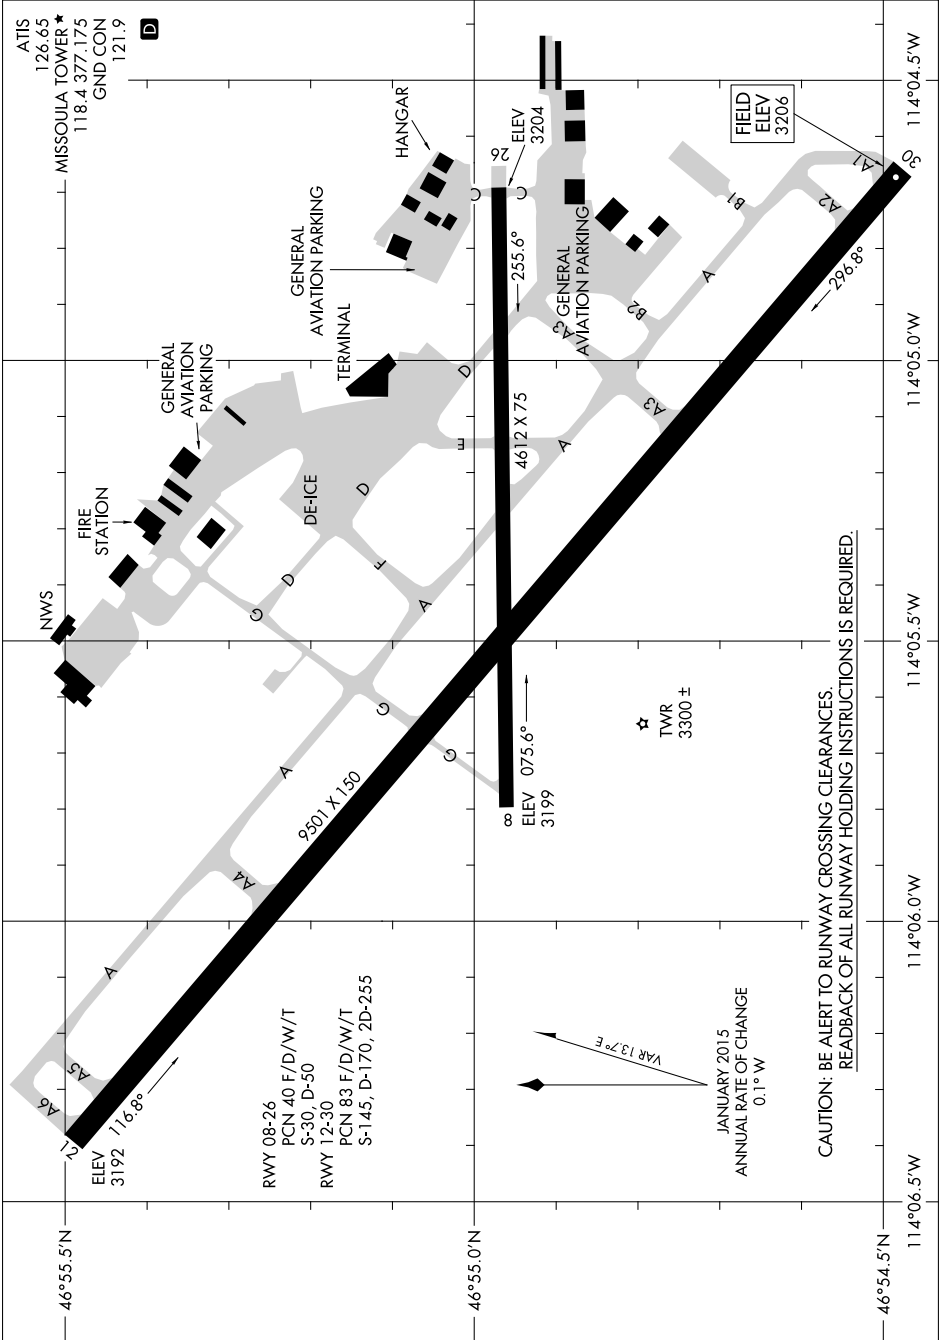 ATIS
126.65
MISSOULA TOWER★
118.4 377.175
GND CON
121.9
D
HANGAR
GENERAL
AVIATION PARKING
TERMINAL
GENERAL
AVIATION
PARKING
FIRE
STATION
NWS
DE-ICE
26
ELEV
3204
C
C
255.6°
GENERAL
AVIATION PARKING
FIELD
ELEV
3206
30
A1
A2
B1
B2
A
A3
A3
296.8°
D
E
4612 X 75
A
D
F
D
G
A
G
G
A
9501 X 150
A4
A
A5
A6
12
116.8°
ELEV
3192
8
ELEV
3199
075.6°
TWR
3300 ±
RWY 08-26
PCN 40 F/D/W/T
S-30, D-50
RWY 12-30
PCN 83 F/D/W/T
S-145, D-170, 2D-255
VAR 13.7° E
JANUARY 2015
ANNUAL RATE OF CHANGE
0.1° W
CAUTION: BE ALERT TO RUNWAY CROSSING CLEARANCES.
READBACK OF ALL RUNWAY HOLDING INSTRUCTIONS IS REQUIRED.
46°55.5'N
46°55.0'N
46°54.5'N
114°06.5'W
114°06.0'W
114°05.5'W
114°05.0'W
114°04.5'W